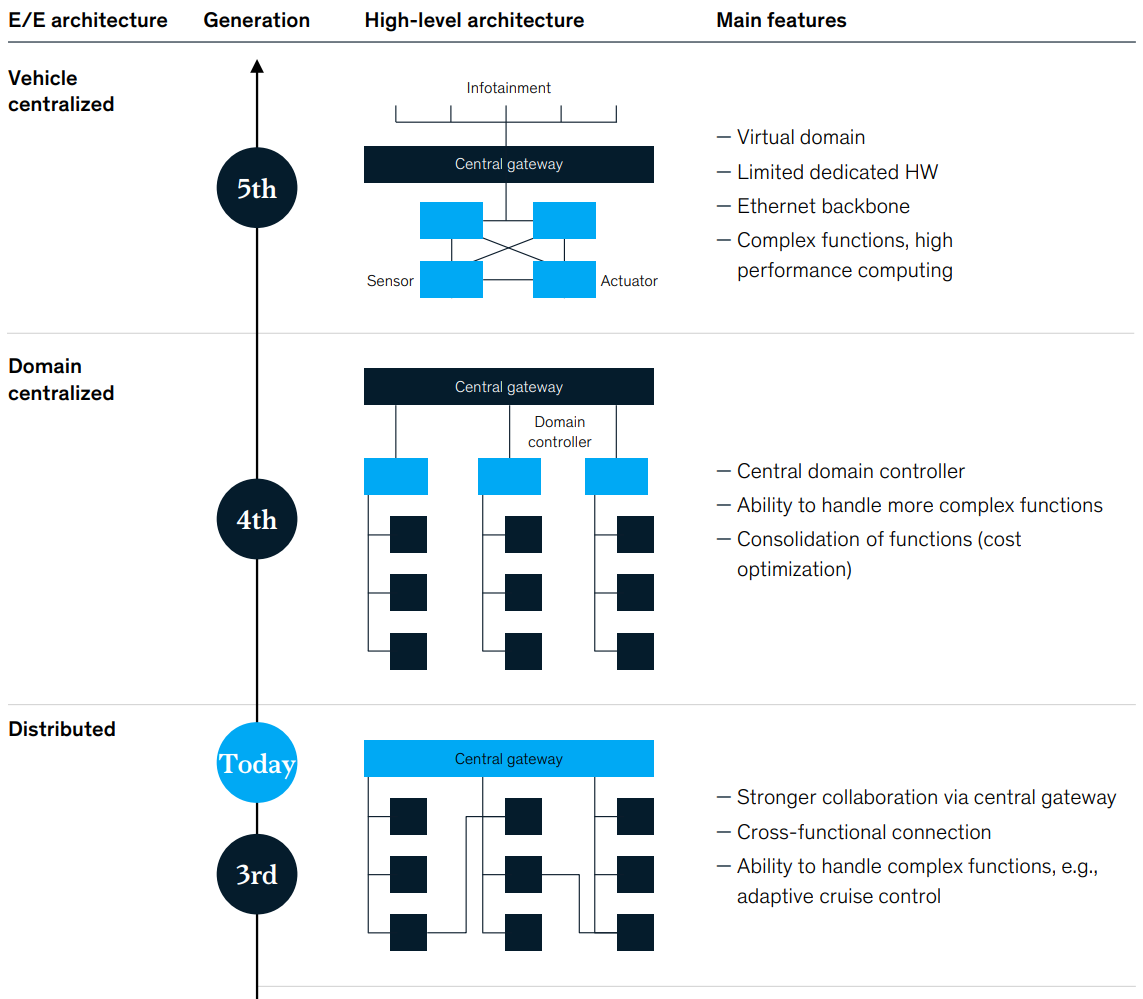 E/E architecture Generation High-level architecture Main features
Vehicle
centralized
5th
Infotainment
Central gateway
Sensor
Actuator
— Virtual domain
— Limited dedicated HW
— Ethernet backbone
— Complex functions, high
performance computing
Domain
centralized
4th
Central gateway
Domain
controller
— Central domain controller
— Ability to handle more complex functions
— Consolidation of functions (cost
optimization)
Distributed
Today
3rd
Central gateway
— Stronger collaboration via central gateway
— Cross-functional connection
— Ability to handle complex functions, e.g.,
adaptive cruise control